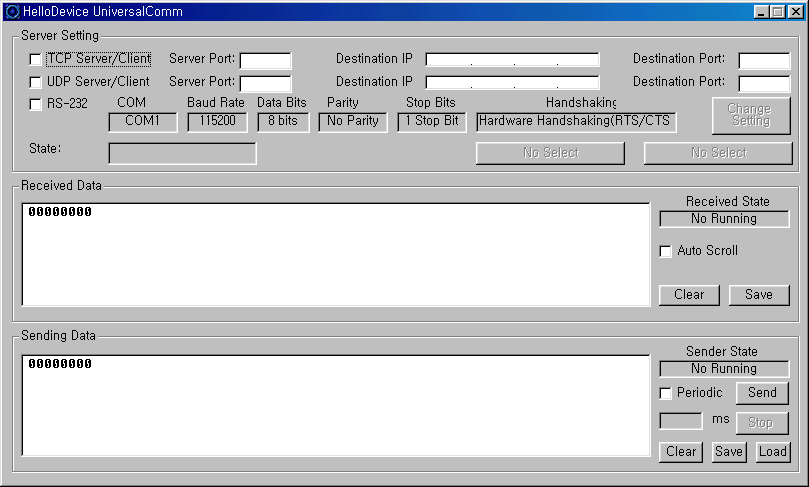 HelloDevice UniversalComm
Server Setting
TCP Server/Client Server Port: Destination IP . . . Destination Port:
UDP Server/Client Server Port: Destination IP . . . Destination Port:
RS-232 COM Baud Rate Data Bits Parity Stop Bits Handshaking
COM1 115200 8 bits No Parity 1 Stop Bit Hardware Handshaking(RTS/CTS
Change
Setting
State: No Select No Select
Received Data
00000000
Received State
No Running
Auto Scroll
Clear Save
Sending Data
00000000
Sender State
No Running
Periodic Send
ms Stop
Clear Save Load